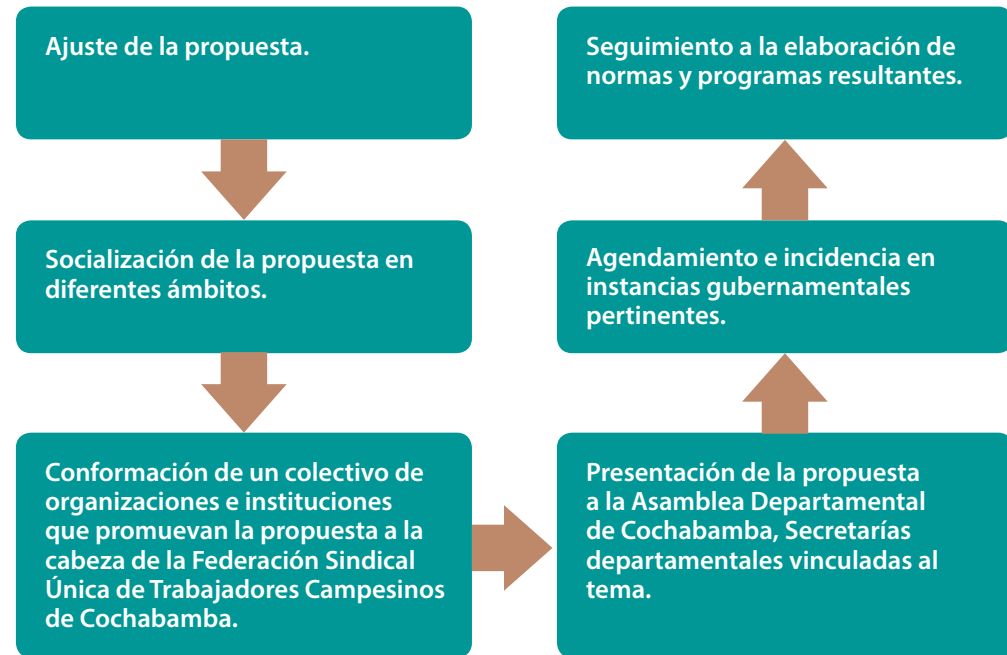 Ajuste de la propuesta.
Socialización de la propuesta en
diferentes ámbitos.
Conformación de un colectivo de
organizaciones e instituciones
que promuevan la propuesta a la
cabeza de la Federación Sindical
Única de Trabajadores Campesinos
de Cochabamba.
Presentación de la propuesta
a la Asamblea Departamental
de Cochabamba, Secretarías
departamentales vinculadas al
tema.
Agendamiento e incidencia en
instancias gubernamentales
pertinentes.
Seguimiento a la elaboración de
normas y programas resultantes.